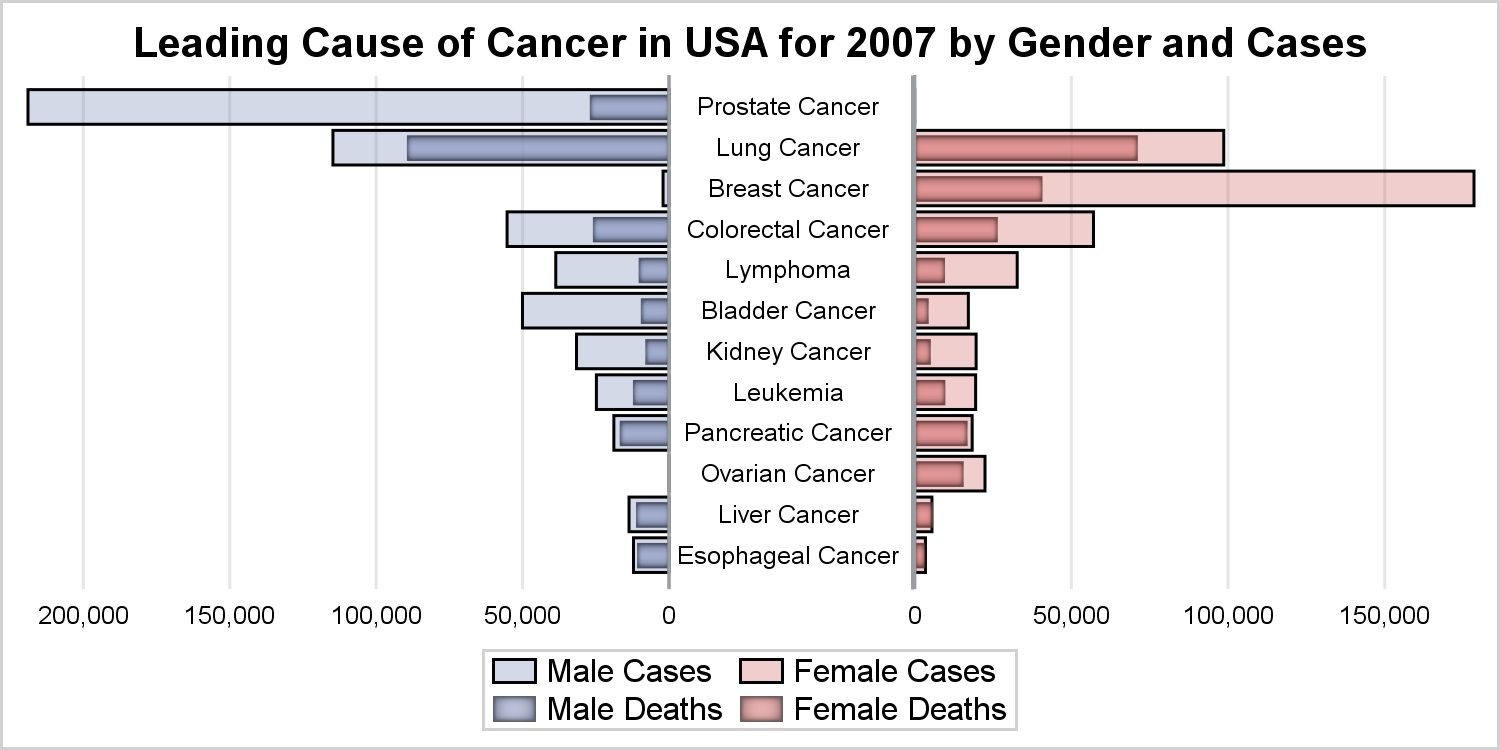 Leading Cause of Cancer in USA for 2007 by Gender and Cases
Prostate Cancer
Lung Cancer
Breast Cancer
Colorectal Cancer
Lymphoma
Bladder Cancer
Kidney Cancer
Leukemia
Pancreatic Cancer
Ovarian Cancer
Liver Cancer
Esophageal Cancer
200,000 150,000 100,000 50,000 0 0 50,000 100,000 150,000
Male Cases Female Cases
Male Deaths Female Deaths